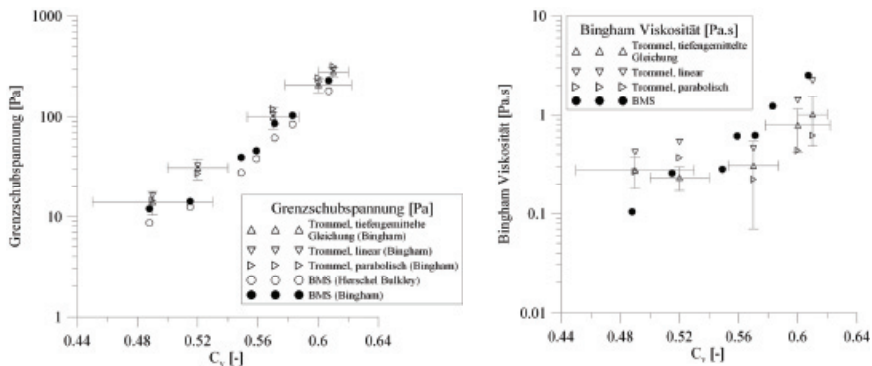 1000
100
10
1
Grenzschubspannung [Pa]
0.44
0.48
0.52
0.56
0.6
0.64
Cv [-]
Grenzschubspannung [Pa]
Trommel, tiefengemittelte
Gleichung (Bingham)
Trommel, linear (Bingham)
Trommel, parabolisch (Bingham)
BMS (Herschel Bulkley)
BMS (Bingham)
10
1
0.1
0.01
Bingham Viskosität [Pa.s]
0.44
0.48
0.52
0.56
0.6
0.64
Cv [-]
Bingham Viskosität [Pa.s]
Trommel, tiefengemittelte
Gleichung
Trommel, linear
Trommel, parabolisch
BMS